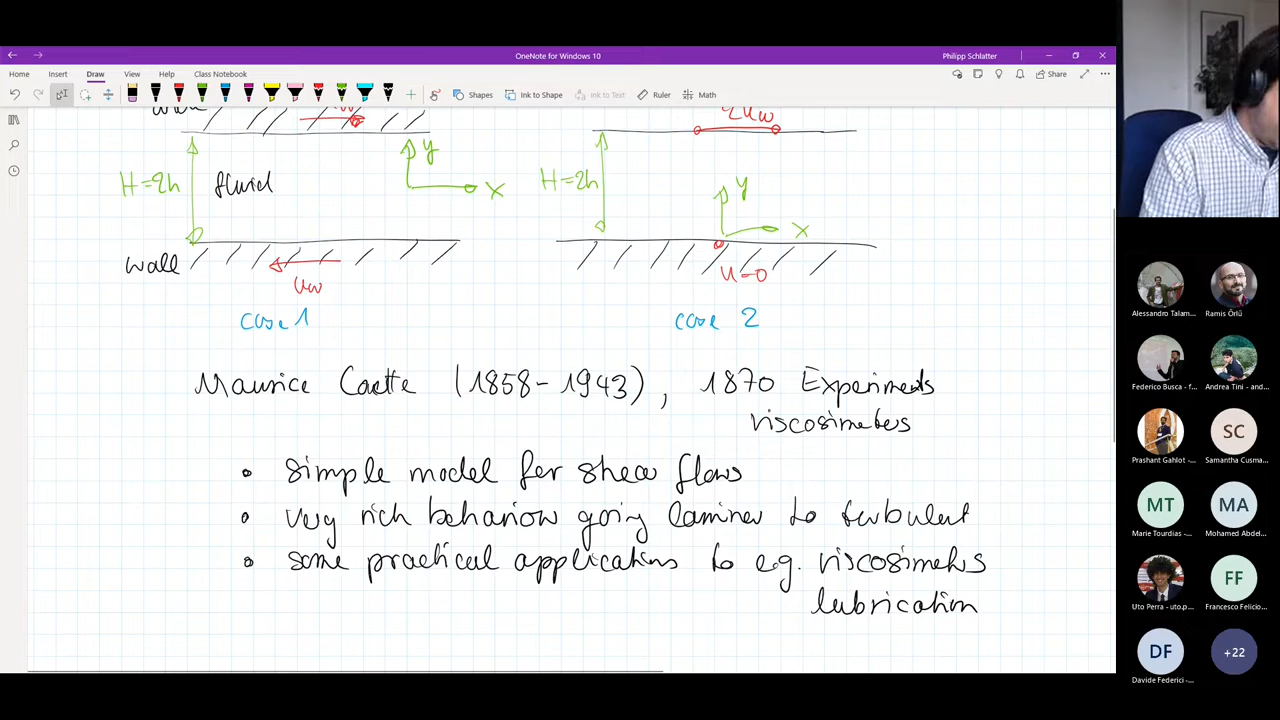 OneNote for Windows 10
Philipp Schlatter
Home Insert Draw View Help Class Notebook
Share
Shapes Ink to Shape Ink to Text Ruler Math
2uw
y
H=2h fluid x
H=2h y
x
wall
uw
u=0
case 1
case 2
Maurice Couette (1858-1943), 1870 Experiments
viscosimeters
• simple model for shear flows
• very rich behaviour going laminar to turbulent
• some practical applications to e.g. viscosimeters
lubrication
Alessandro Talam...
Ramis Örlü
Federico Busca - f...
Andrea Tini - and...
Prashant Gahlot -...
SC
Samantha Cusma...
MT
Marie Tourdias -...
MA
Mohamed Abdel...
Uto Perra - uto.p...
FF
Francesco Felicio...
DF
Davide Federici -...
+22